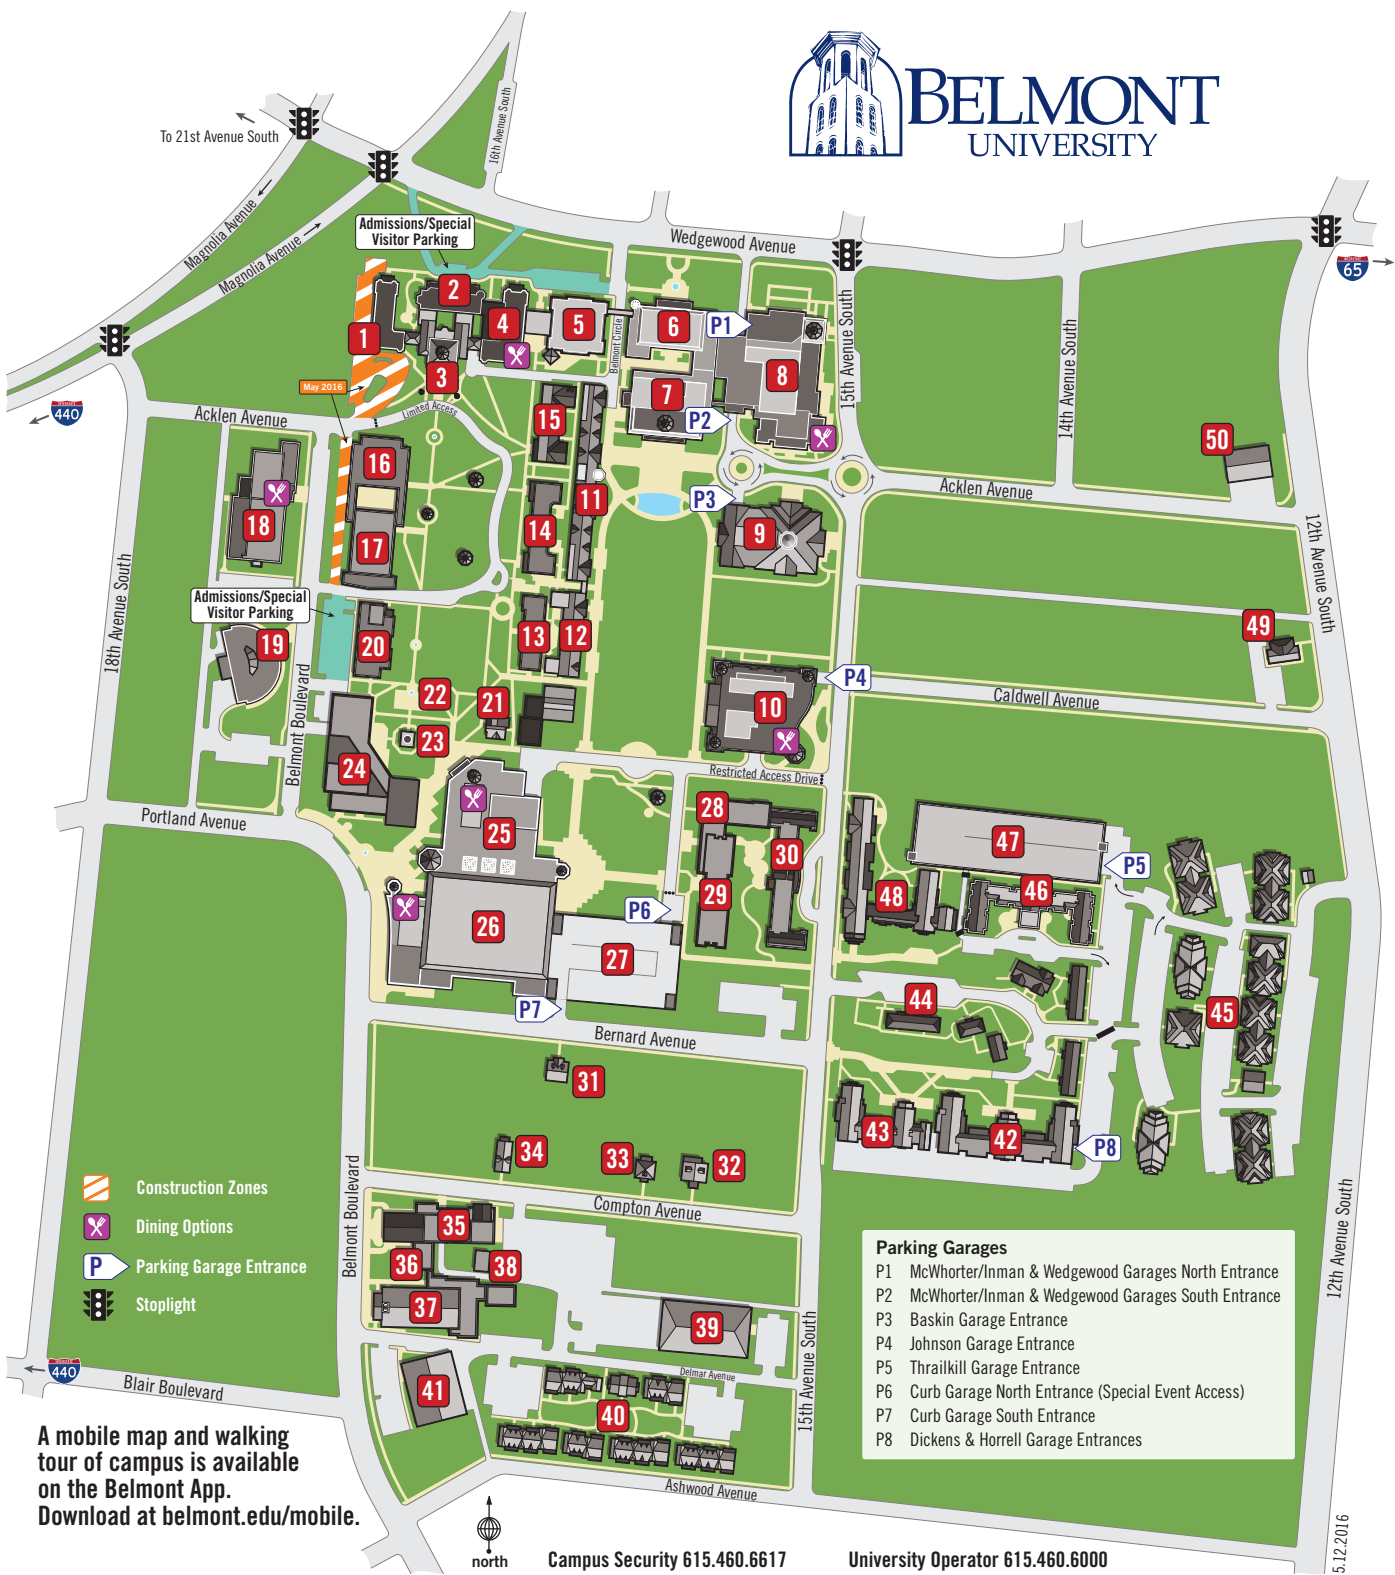 BELMONT
UNIVERSITY
To 21st Avenue South
16th Avenue South
Magnolia Avenue
Magnolia Avenue
Admissions/Special
Visitor Parking
Wedgewood Avenue
INTERSTATE
65
1
2
3
4
5
6
7
8
P1
P2
Belmont Circle
15th Avenue South
14th Avenue South
May 2016
Limited Access
INTERSTATE
440
Acklen Avenue
15
16
11
14
17
18
P3
9
50
Acklen Avenue
12th Avenue South
18th Avenue South
Admissions/Special
Visitor Parking
19
20
13
12
49
P4
10
Caldwell Avenue
Belmont Boulevard
22
21
23
24
Restricted Access Drive
Portland Avenue
25
28
30
29
47
P5
46
48
P6
26
27
P7
44
45
Bernard Avenue
31
34
33
32
43
42
P8
Construction Zones
Dining Options
P
Parking Garage Entrance
Stoplight
Belmont Boulevard
Compton Avenue
35
36
38
37
39
15th Avenue South
12th Avenue South
Parking Garages
P1 McWhorter/Inman & Wedgewood Garages North Entrance
P2 McWhorter/Inman & Wedgewood Garages South Entrance
P3 Baskin Garage Entrance
P4 Johnson Garage Entrance
P5 Thrailkill Garage Entrance
P6 Curb Garage North Entrance (Special Event Access)
P7 Curb Garage South Entrance
P8 Dickens & Horrell Garage Entrances
INTERSTATE
440
Blair Boulevard
41
Delmar Avenue
40
Ashwood Avenue
A mobile map and walking
tour of campus is available
on the Belmont App.
Download at belmont.edu/mobile.
north
Campus Security 615.460.6617
University Operator 615.460.6000
5.12.2016